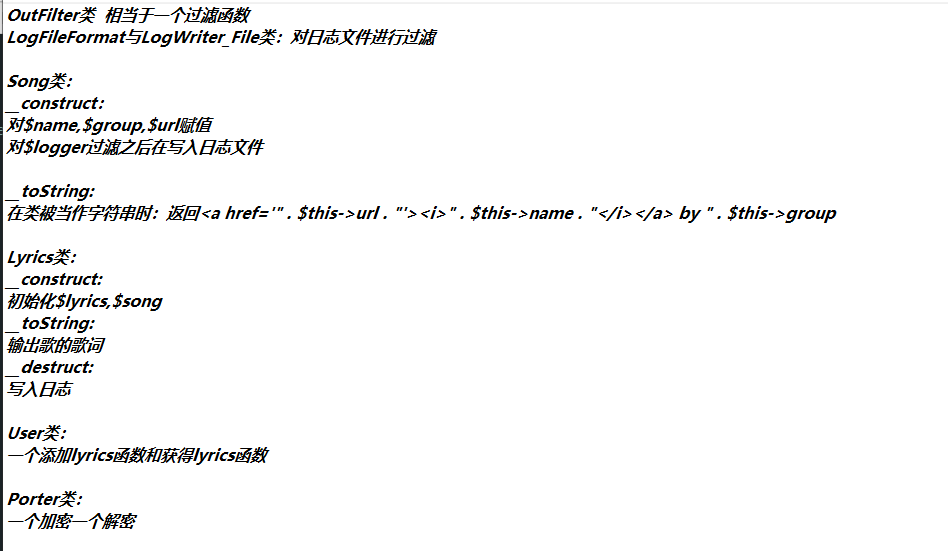 OutFilter类 相当于一个过滤函数
LogFileFormat与LogWriter_File类：对日志文件进行过滤
Song类：
__construct：
对$name,$group,$url赋值
对$logger过滤之后在写入日志文件
__toString:
在类被当作字符串时：返回<a href='" . $this->url . "'><i>" . $this->name . "</i></a> by " . $this->group
Lyrics类：
__construct:
初始化$lyrics,$song
__toString:
输出歌的歌词
__destruct:
写入日志
User类：
一个添加lyrics函数和获得lyrics函数
Porter类：
一个加密一个解密